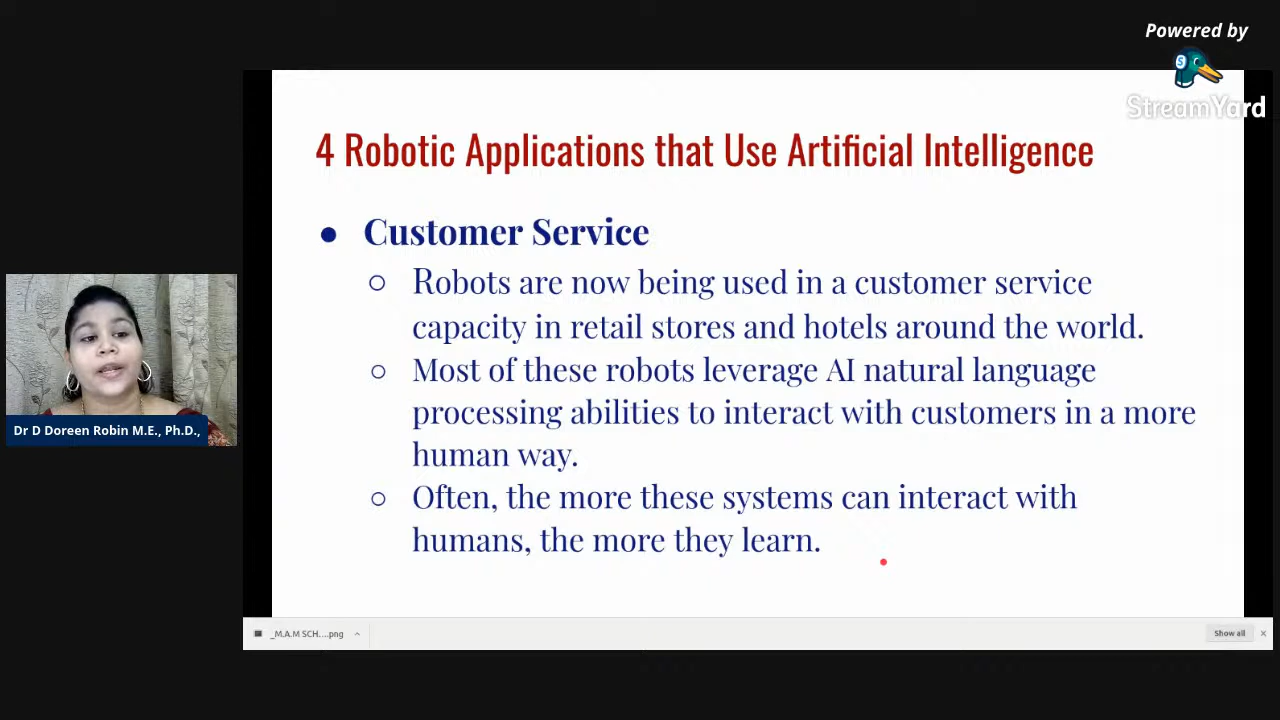 Powered by
StreamYard
4 Robotic Applications that Use Artificial Intelligence
● Customer Service
○ Robots are now being used in a customer service
capacity in retail stores and hotels around the world.
○ Most of these robots leverage AI natural language
processing abilities to interact with customers in a more
human way.
○ Often, the more these systems can interact with
humans, the more they learn.
Dr D Doreen Robin M.E., Ph.D.,
_M.A.M SCH....png
Show all